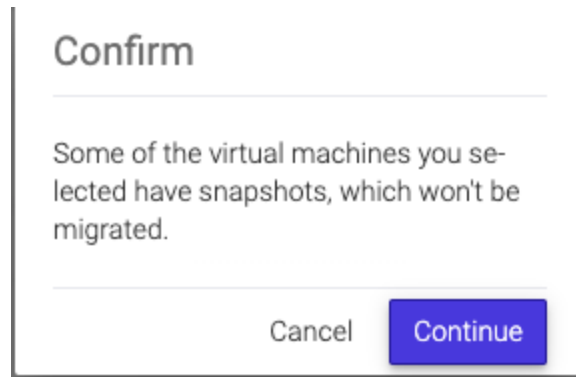 Confirm
Some of the virtual machines you se-
lected have snapshots, which won't be
migrated.
Cancel Continue